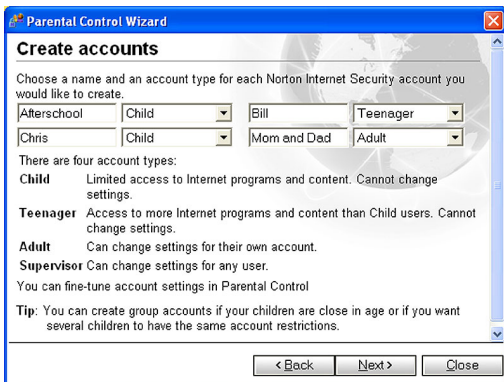 Parental Control Wizard
Create accounts
Choose a name and an account type for each Norton Internet Security account you
would like to create.
Afterschool Child Bill Teenager
Chris Child Mom and Dad Adult
There are four account types:
Child Limited access to Internet programs and content. Cannot change
settings.
Teenager Access to more Internet programs and content than Child users. Cannot
change settings.
Adult Can change settings for their own account.
Supervisor Can change settings for any user.
You can fine-tune account settings in Parental Control
Tip: You can create group accounts if your children are close in age or if you want
several children to have the same account restrictions.
< Back Next > Close